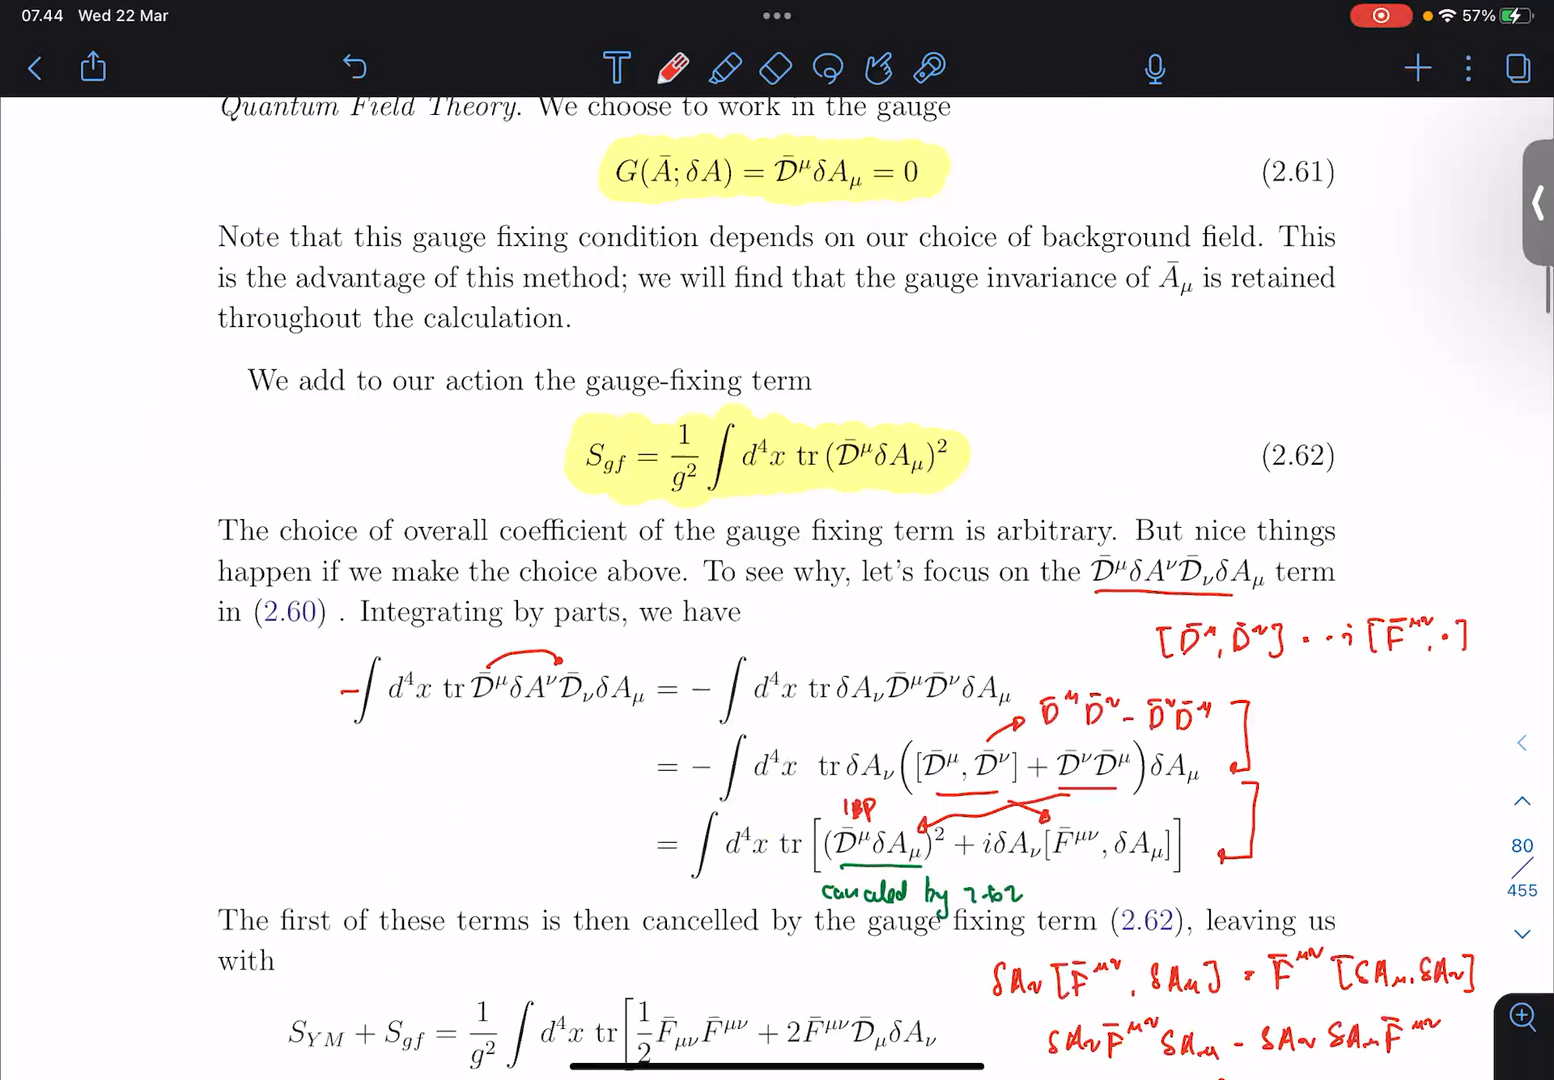 07.44 Wed 22 Mar
57%
Quantum Field Theory. We choose to work in the gauge
G(Ā; δA) = D̄^μ δA_μ = 0 (2.61)
Note that this gauge fixing condition depends on our choice of background field. This
is the advantage of this method; we will find that the gauge invariance of Ā_μ is retained
throughout the calculation.
We add to our action the gauge-fixing term
S_gf = 1/g² ∫ d⁴x tr (D̄^μ δA_μ)² (2.62)
The choice of overall coefficient of the gauge fixing term is arbitrary. But nice things
happen if we make the choice above. To see why, let's focus on the D̄^μ δA^ν D̄_ν δA_μ term
in (2.60) . Integrating by parts, we have
[D̄^μ, D̄^ν] . . i [F̄^μν, ·]
− ∫ d⁴x tr D̄^μ δA^ν D̄_ν δA_μ = − ∫ d⁴x tr δA_ν D̄^μ D̄^ν δA_μ
D̄^μ D̄^ν − D̄^ν D̄^μ
= − ∫ d⁴x tr δA_ν ([D̄^μ, D̄^ν] + D̄^ν D̄^μ) δA_μ
IBP
= ∫ d⁴x tr [(D̄^μ δA_μ)² + iδA_ν [F̄^μν, δA_μ]]
canceled by 2.62
The first of these terms is then cancelled by the gauge fixing term (2.62), leaving us
with
δA_ν [F̄^μν, δA_μ] = F̄^μν [δA_μ, δA_ν]
S_YM + S_gf = 1/g² ∫ d⁴x tr [1/2 F̄_μν F̄^μν + 2F̄^μν D̄_μ δA_ν
δA_ν F̄^μν δA_μ − δA_ν δA_μ F̄^μν
80
455